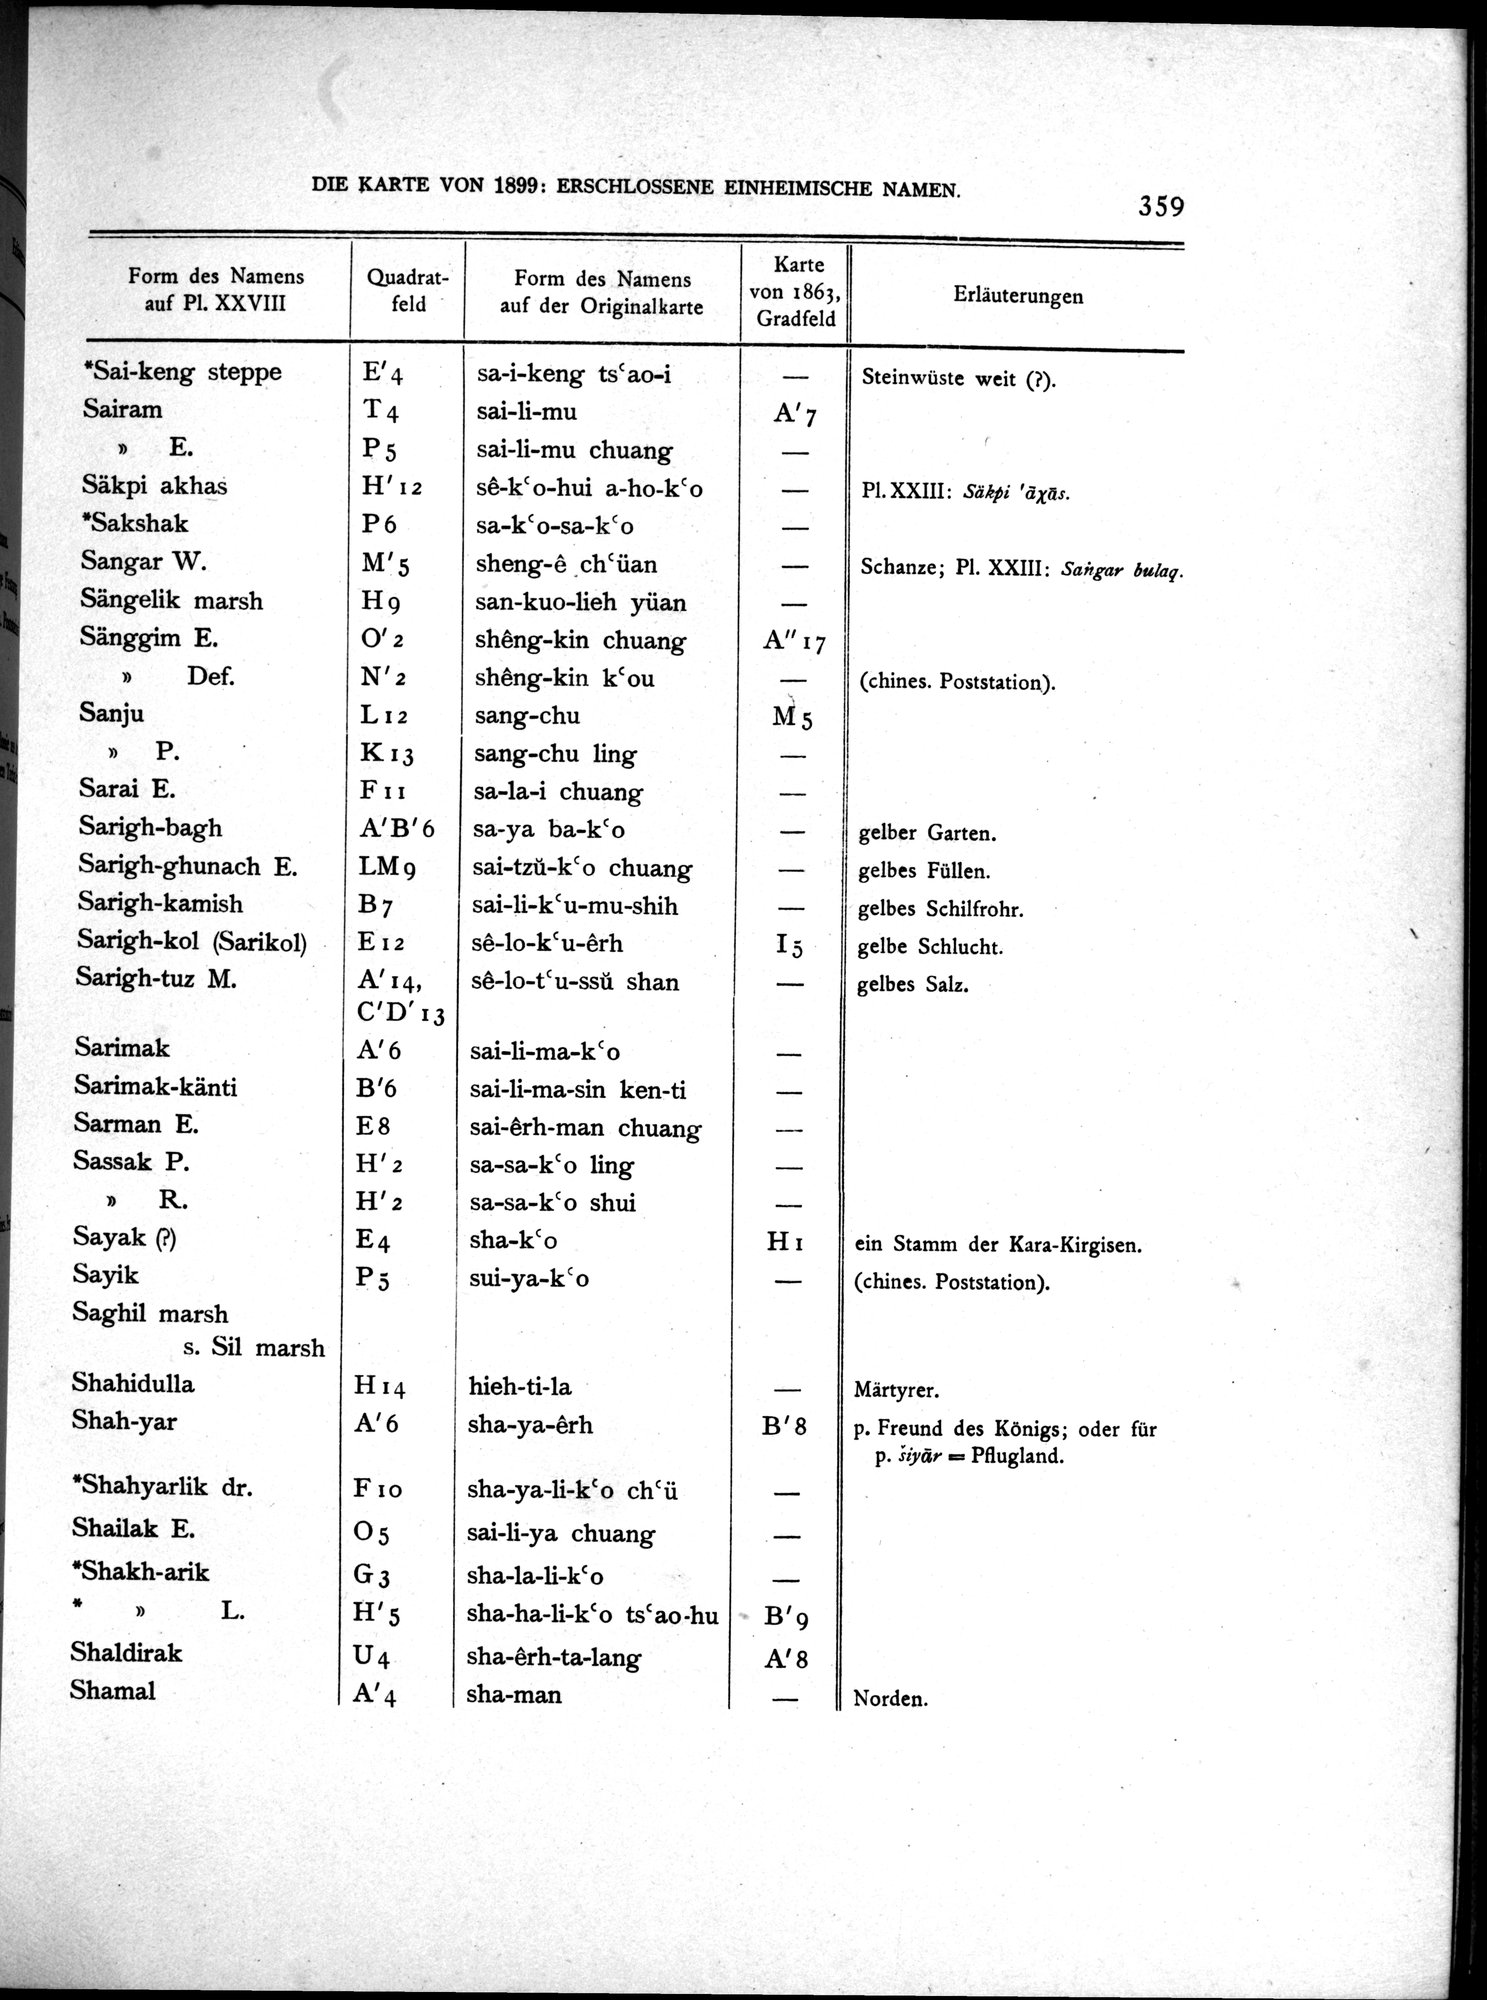 DIE KARTE VON 1899: ERSCHLOSSENE EINHEIMISCHE NAMEN.
359
Form des Namens auf Pl. XXVIII | Quadrat-feld | Form des Namens auf der Originalkarte | Karte von 1863, Gradfeld | Erläuterungen
*Sai-keng steppe | E′4 | sa-i-keng tsʿao-i | — | Steinwüste weit (?).
Sairam | T4 | sai-li-mu | A′7
» E. | P5 | sai-li-mu chuang | —
Säkpi akhas | H′12 | sê-kʿo-hui a-ho-kʿo | — | Pl. XXIII: Säkpi 'āχās.
*Sakshak | P6 | sa-kʿo-sa-kʿo | —
Sangar W. | M′5 | sheng-ê chʿüan | — | Schanze; Pl. XXIII: Saṅgar bulaq.
Sängelik marsh | H9 | san-kuo-lieh yüan | —
Sänggim E. | O′2 | shêng-kin chuang | A″17
» Def. | N′2 | shêng-kin kʿou | — | (chines. Poststation).
Sanju | L12 | sang-chu | M5
» P. | K13 | sang-chu ling | —
Sarai E. | F11 | sa-la-i chuang | —
Sarigh-bagh | A′B′6 | sa-ya ba-kʿo | — | gelber Garten.
Sarigh-ghunach E. | LM9 | sai-tzŭ-kʿo chuang | — | gelbes Füllen.
Sarigh-kamish | B7 | sai-li-kʿu-mu-shih | — | gelbes Schilfrohr.
Sarigh-kol (Sarikol) | E12 | sê-lo-kʿu-êrh | I5 | gelbe Schlucht.
Sarigh-tuz M. | A′14, | sê-lo-tʿu-ssŭ shan | — | gelbes Salz.
C′D′13
Sarimak | A′6 | sai-li-ma-kʿo | —
Sarimak-känti | B′6 | sai-li-ma-sin ken-ti | —
Sarman E. | E8 | sai-êrh-man chuang | —
Sassak P. | H′2 | sa-sa-kʿo ling | —
» R. | H′2 | sa-sa-kʿo shui | —
Sayak (?) | E4 | sha-kʿo | H1 | ein Stamm der Kara-Kirgisen.
Sayik | P5 | sui-ya-kʿo | — | (chines. Poststation).
Saghil marsh
s. Sil marsh
Shahidulla | H14 | hieh-ti-la | — | Märtyrer.
Shah-yar | A′6 | sha-ya-êrh | B′8 | p. Freund des Königs; oder für
p. šiyār = Pflugland.
*Shahyarlik dr. | F10 | sha-ya-li-kʿo chʿü | —
Shailak E. | O5 | sai-li-ya chuang | —
*Shakh-arik | G3 | sha-la-li-kʿo | —
* » L. | H′5 | sha-ha-li-kʿo tsʿao-hu | B′9
Shaldirak | U4 | sha-êrh-ta-lang | A′8
Shamal | A′4 | sha-man | — | Norden.